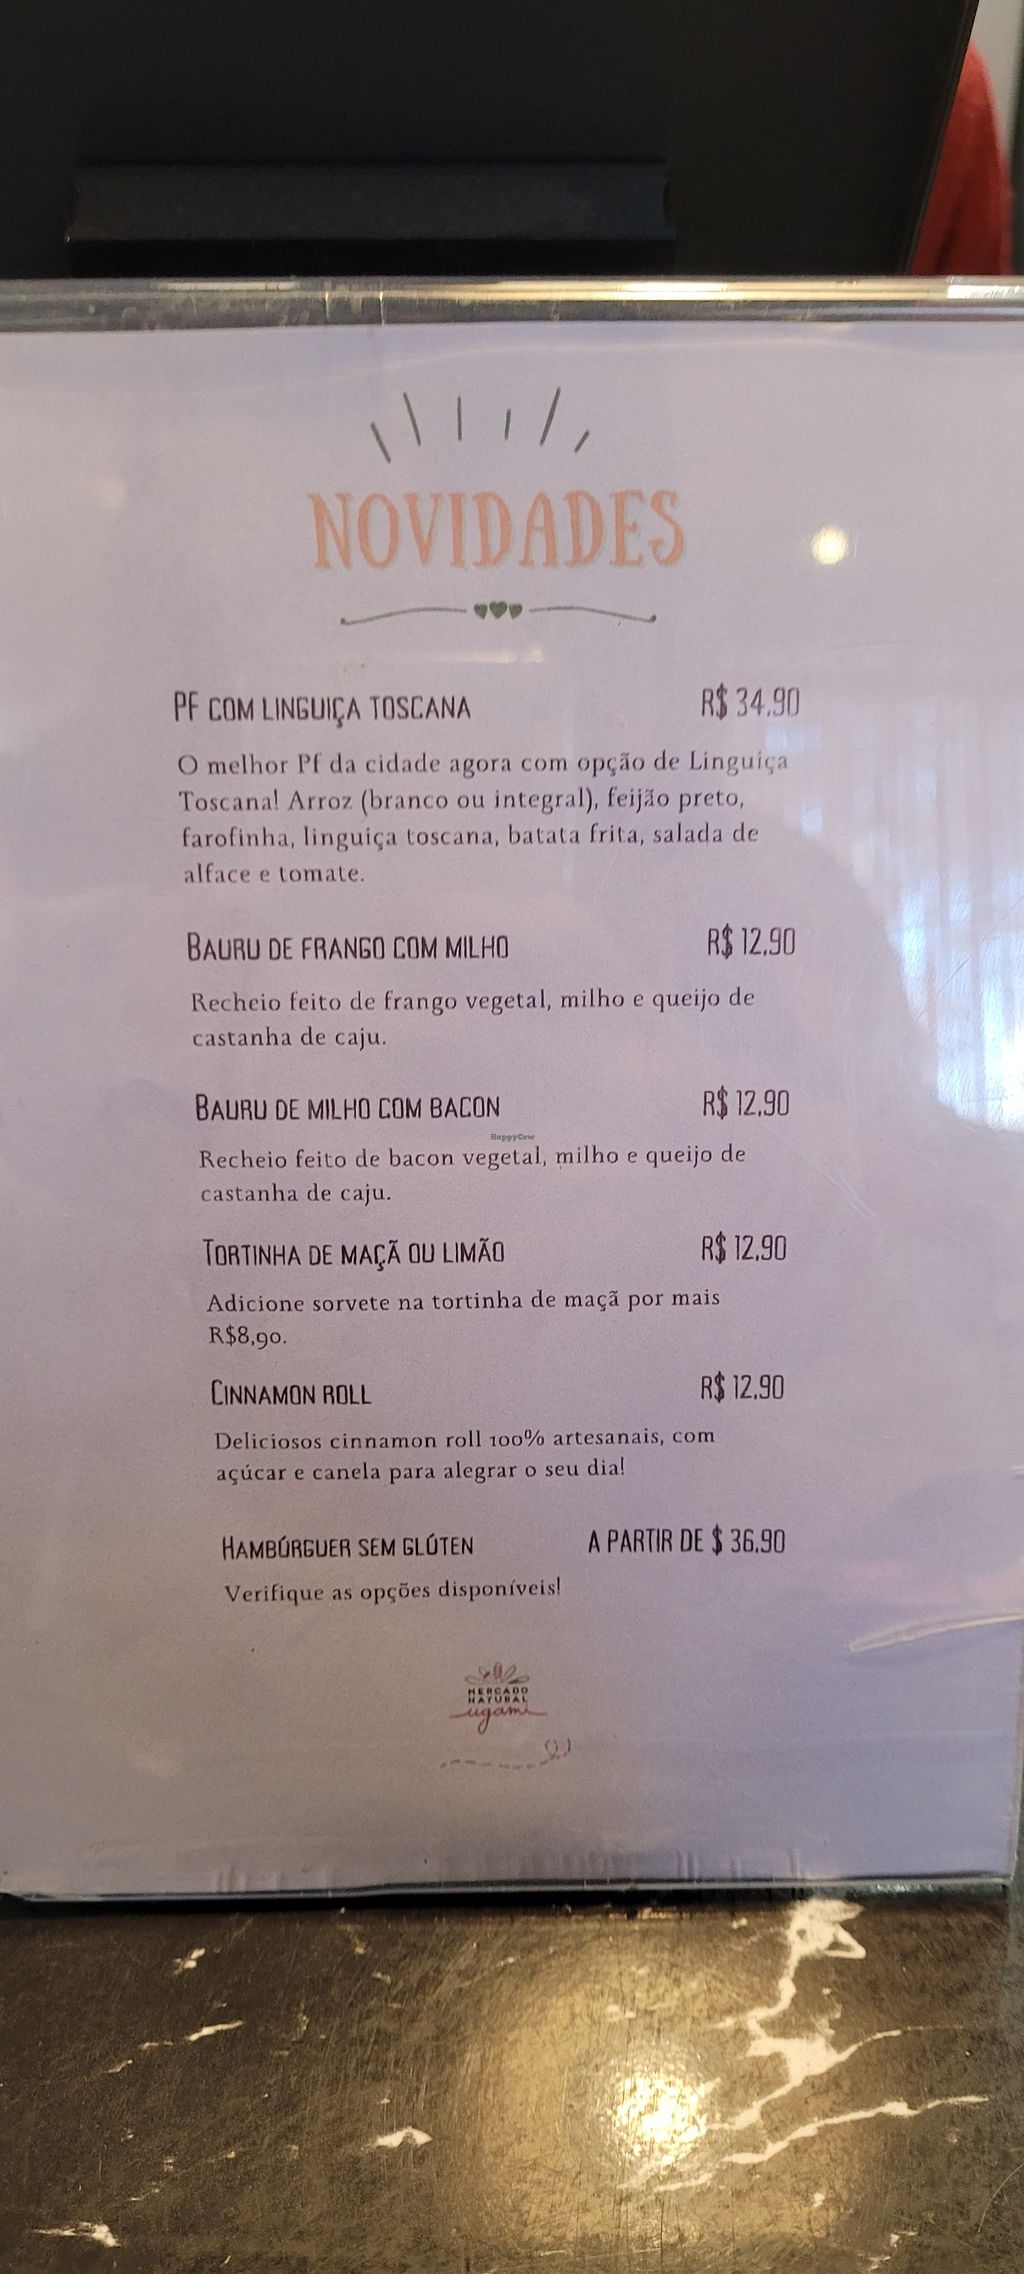 NOVIDADES
PF COM LINGUIÇA TOSCANA R$ 34,90
O melhor Pf da cidade agora com opção de Linguiça
Toscana! Arroz (branco ou integral), feijão preto,
farofinha, linguiça toscana, batata frita, salada de
alface e tomate.
BAURU DE FRANGO COM MILHO R$ 12,90
Recheio feito de frango vegetal, milho e queijo de
castanha de caju.
BAURU DE MILHO COM BACON R$ 12,90
HappyCow
Recheio feito de bacon vegetal, milho e queijo de
castanha de caju.
TORTINHA DE MAÇÃ OU LIMÃO R$ 12,90
Adicione sorvete na tortinha de maçã por mais
R$8,90.
CINNAMON ROLL R$ 12,90
Deliciosos cinnamon roll 100% artesanais, com
açúcar e canela para alegrar o seu dia!
HAMBÚRGUER SEM GLÚTEN A PARTIR DE $ 36,90
Verifique as opções disponíveis!
MERCADO
NATURAL
ugami